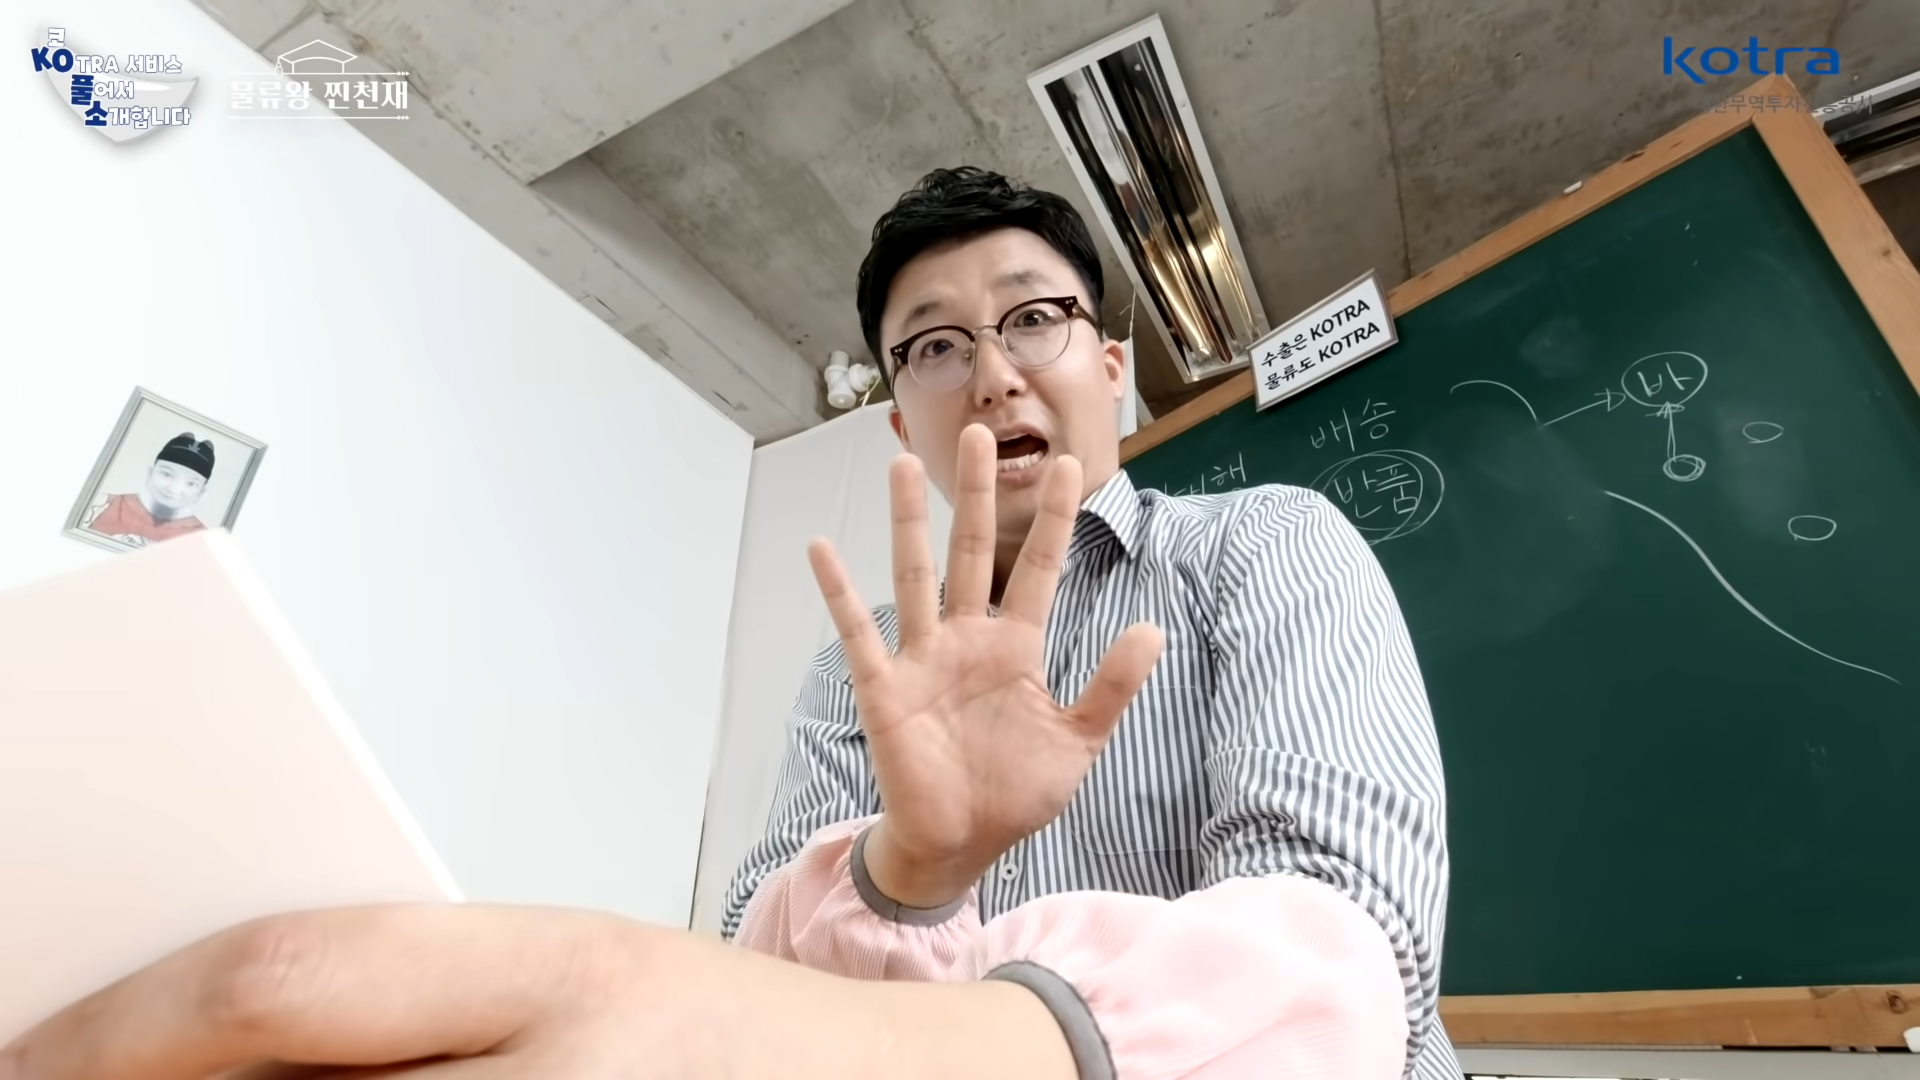 코
KOTRA 서비스
풀어서
소개합니다
물류왕 찐천재
kotra
수출은 KOTRA
물류도 KOTRA
배송
반품
바